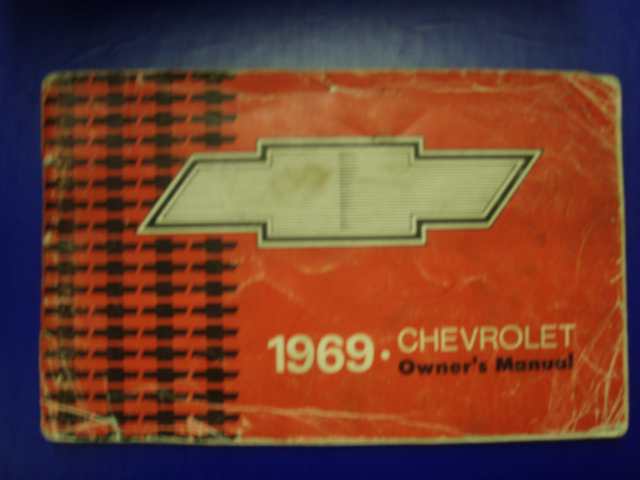 1969• CHEVROLET
Owner's Manual